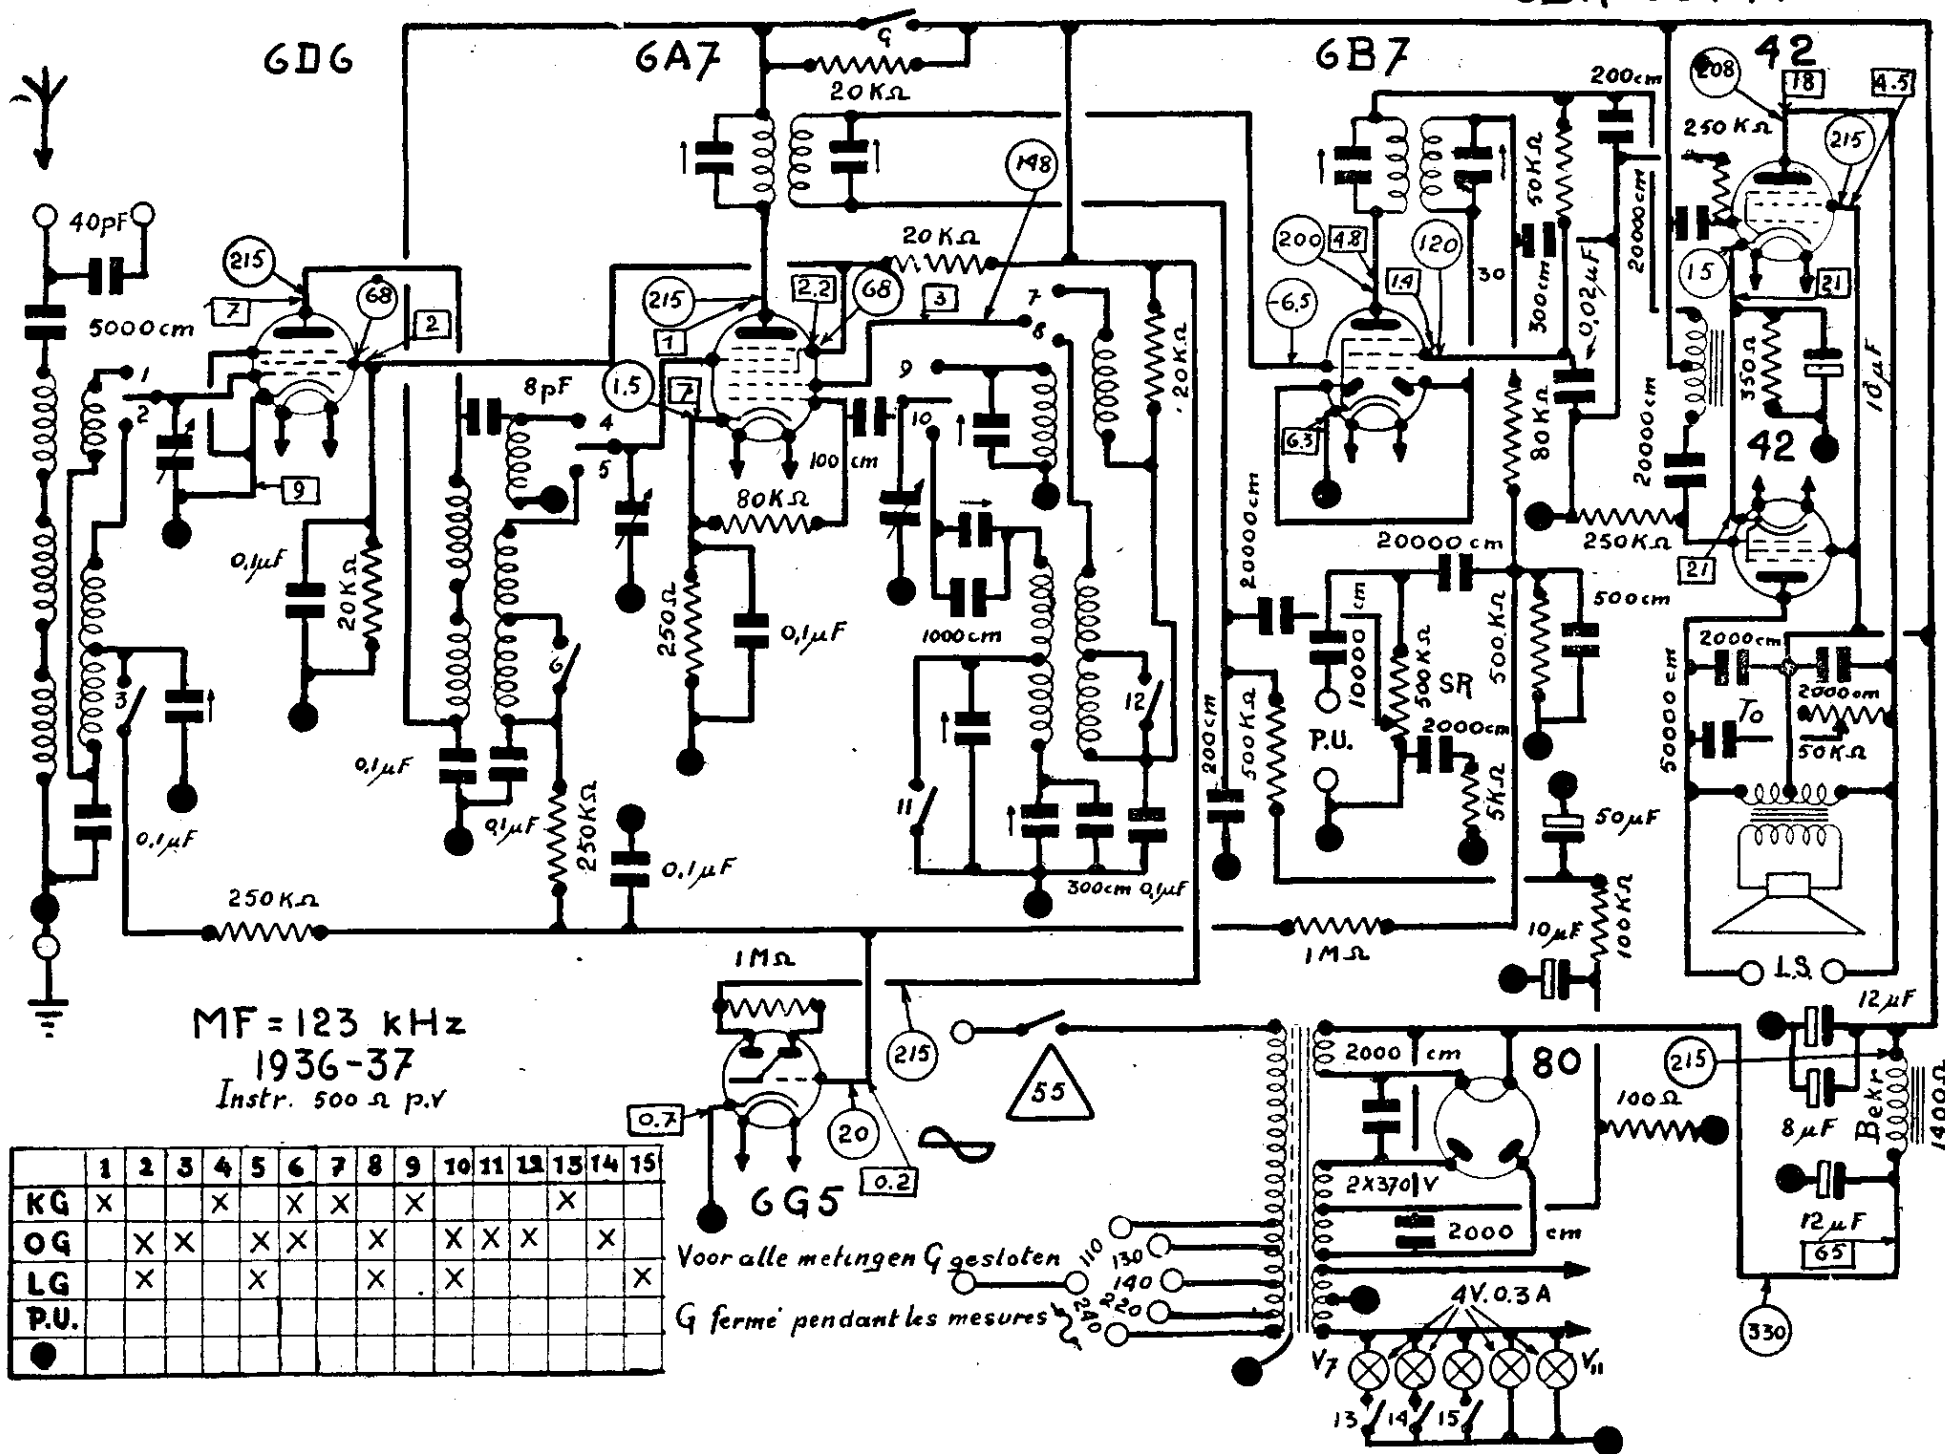 6D6
6A7
6B7
42
G
20KΩ
200cm
208
18
4.5
250KΩ
215
148
40pF
50KΩ
20000cm
215
7
68
2
5000cm
20KΩ
215
1
2.2
68
3
7
8
200
4.8
120
-6.5
1.4
30
300cm
0,02µF
15
21
1
2
9
8pF
1.5
7
4
5
9
10
20KΩ
6.3
80KΩ
20000cm
350Ω
10µF
42
100cm
80KΩ
250KΩ
21
0,1µF
20KΩ
250Ω
0,1µF
1000cm
20000cm
20000cm
10000cm
500KΩ
SR
500KΩ
500cm
2000cm
50000cm
2000cm
To
50KΩ
3
6
12
11
200cm
500KΩ
P.U.
2000cm
5KΩ
50µF
0,1µF
0,1µF
0,1µF
250KΩ
0,1µF
300cm 0,1µF
250KΩ
1MΩ
1MΩ
10µF
100KΩ
L.S.
12µF
MF=123 kHz
1936-37
Instr. 500 Ω p.V
215
55
2000 cm
80
215
8µF
Bekr
1400Ω
0.7
20
0.2
6G5
100Ω
2X370 V
2000 cm
12µF
65
330
1 2 3 4 5 6 7 8 9 10 11 12 13 14 15
KG X X X X X X
OG X X X X X X X X X
LG X X X X X
P.U.
Voor alle metingen G gesloten
G fermé pendant les mesures
110
130
140
220
240
4V. 0.3A
V7
V11
13
14
15